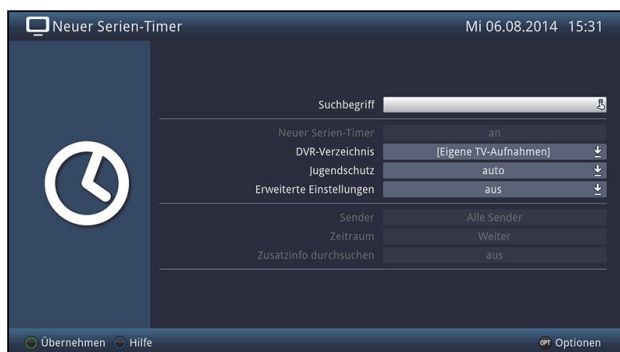 Neuer Serien-Timer Mi 06.08.2014 15:31
Suchbegriff
Neuer Serien-Timer an
DVR-Verzeichnis [Eigene TV-Aufnahmen]
Jugendschutz auto
Erweiterte Einstellungen aus
Sender Alle Sender
Zeitraum Weiter
Zusatzinfo durchsuchen aus
Übernehmen Hilfe OPT Optionen